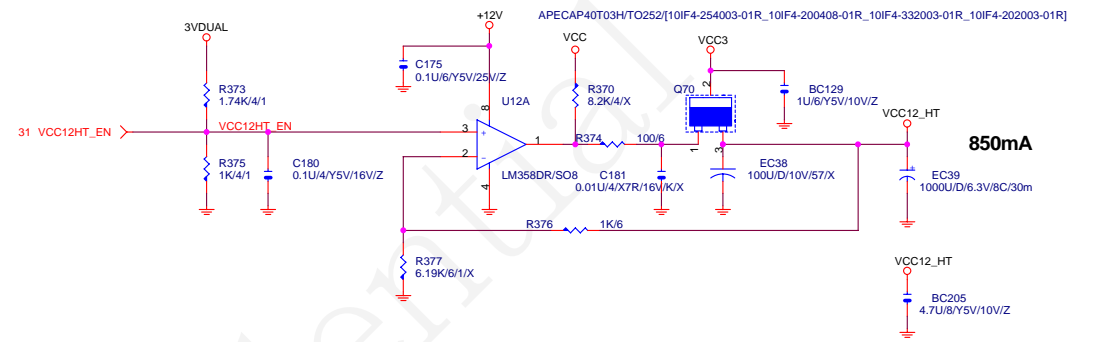 APECAP40T03H/TO252/[10IF4-254003-01R_10IF4-200408-01R_10IF4-332003-01R_10IF4-202003-01R]
+12V
3VDUAL
VCC
VCC3
C175
0.1U/6/Y5V/25V/Z
R373
1.74K/4/1
U12A
R370
8.2K/4/X
Q70
BC129
1U/6/Y5V/10V/Z
VCC12_HT
850mA
31 VCC12HT_EN
VCC12HT_EN
8
3
+
2
-
1
4
LM358DR/SO8
R374
100/6
2
1
3
R375
1K/4/1
C180
0.1U/4/Y5V/16V/Z
C181
0.01U/4/X7R/16V/K/X
EC38
100U/D/10V/57/X
EC39
1000U/D/6.3V/8C/30m
R376
1K/6
R377
6.19K/6/1/X
VCC12_HT
BC205
4.7U/8/Y5V/10V/Z